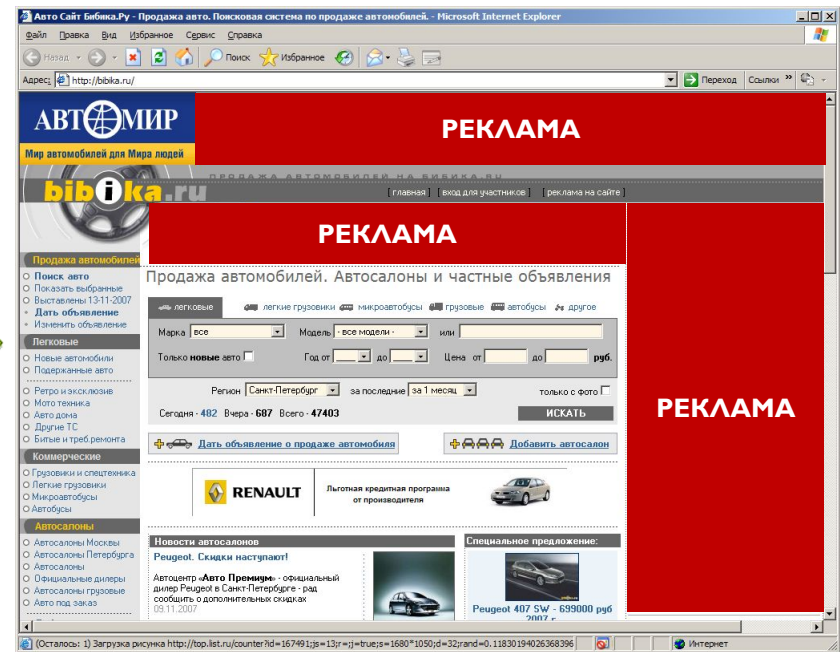 Авто Сайт Бибика.Ру - Продажа авто. Поисковая система по продаже автомобилей. - Microsoft Internet Explorer
Файл Правка Вид Избранное Сервис Справка
Назад Поиск Избранное
Адрес: http://bibika.ru/ Переход Ссылки »
АВТОМИР
Мир автомобилей для Мира людей
РЕКЛАМА
ПРОДАЖА АВТОМОБИЛЕЙ НА БИБИКА.RU
bibika.ru
[ главная ] [ вход для участников ] [ реклама на сайте ]
РЕКЛАМА
РЕКЛАМА
Продажа автомобилей
Поиск авто
Показать выбранные
Выставлены 13-11-2007
Дать объявление
Изменить объявление
Легковые
Новые автомобили
Подержанные авто
Ретро и эксклюзив
Мото техника
Авто дома
Другие ТС
Битые и треб.ремонта
Коммерческие
Грузовики и спецтехника
Легкие грузовики
Микроавтобусы
Автобусы
Автосалоны
Автосалоны Москвы
Автосалоны Петербурга
Автосалоны
Официальные дилеры
Автосалоны грузовые
Авто под заказ
Продажа автомобилей. Автосалоны и частные объявления
легковые легкие грузовики микроавтобусы грузовые автобусы другое
Марка все Модель - все модели - или
Только новые авто Год от до Цена от до руб.
Регион Санкт-Петербург за последние за 1 месяц только с фото
Сегодня - 482 Вчера - 687 Всего - 47403 ИСКАТЬ
Дать объявление о продаже автомобиля Добавить автосалон
RENAULT
Льготная кредитная программа
от производителя
Новости автосалонов
Peugeot. Скидки наступают!
Автоцентр «Авто Премиум» - официальный
дилер Peugeot в Санкт-Петербурге - рад
сообщить о дополнительных скидках
09.11.2007
Специальное предложение:
Peugeot 407 SW - 699000 руб
2007 г
(Осталось: 1) Загрузка рисунка http://top.list.ru/counter?id=167491;js=13;r=;j=true;s=1680*1050;d=32;rand=0.11830194026368396 Интернет